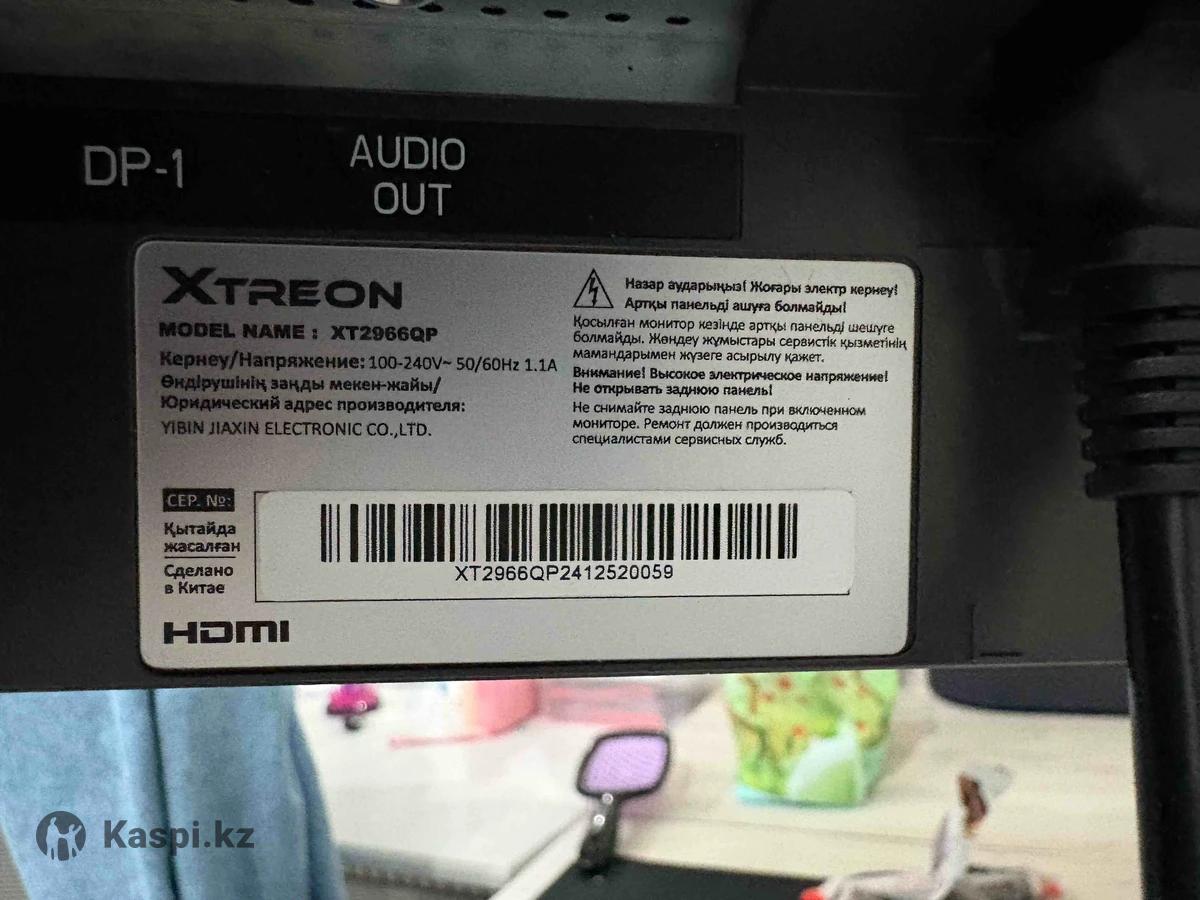 DP-1
AUDIO
OUT
XTREON
MODEL NAME : XT2966QP
Кернеу/Напряжение: 100-240V~ 50/60Hz 1.1A
Өндірушінің заңды мекен-жайы/
Юридический адрес производителя:
YIBIN JIAXIN ELECTRONIC CO.,LTD.
Назар аударыңыз! Жоғары электр кернеу!
Артқы панельді ашуға болмайды!
Қосылған монитор кезінде артқы панельді шешуге
болмайды. Жөндеу жұмыстары сервистік қызметінің
мамандарымен жүзеге асырылу қажет.
Внимание! Высокое электрическое напряжение!
Не открывать заднюю панель!
Не снимайте заднюю панель при включенном
мониторе. Ремонт должен производиться
специалистами сервисных служб.
СЕР. №:
Қытайда
жасалған
Сделано
в Китае
XT2966QP2412520059
HDMI
Kaspi.kz